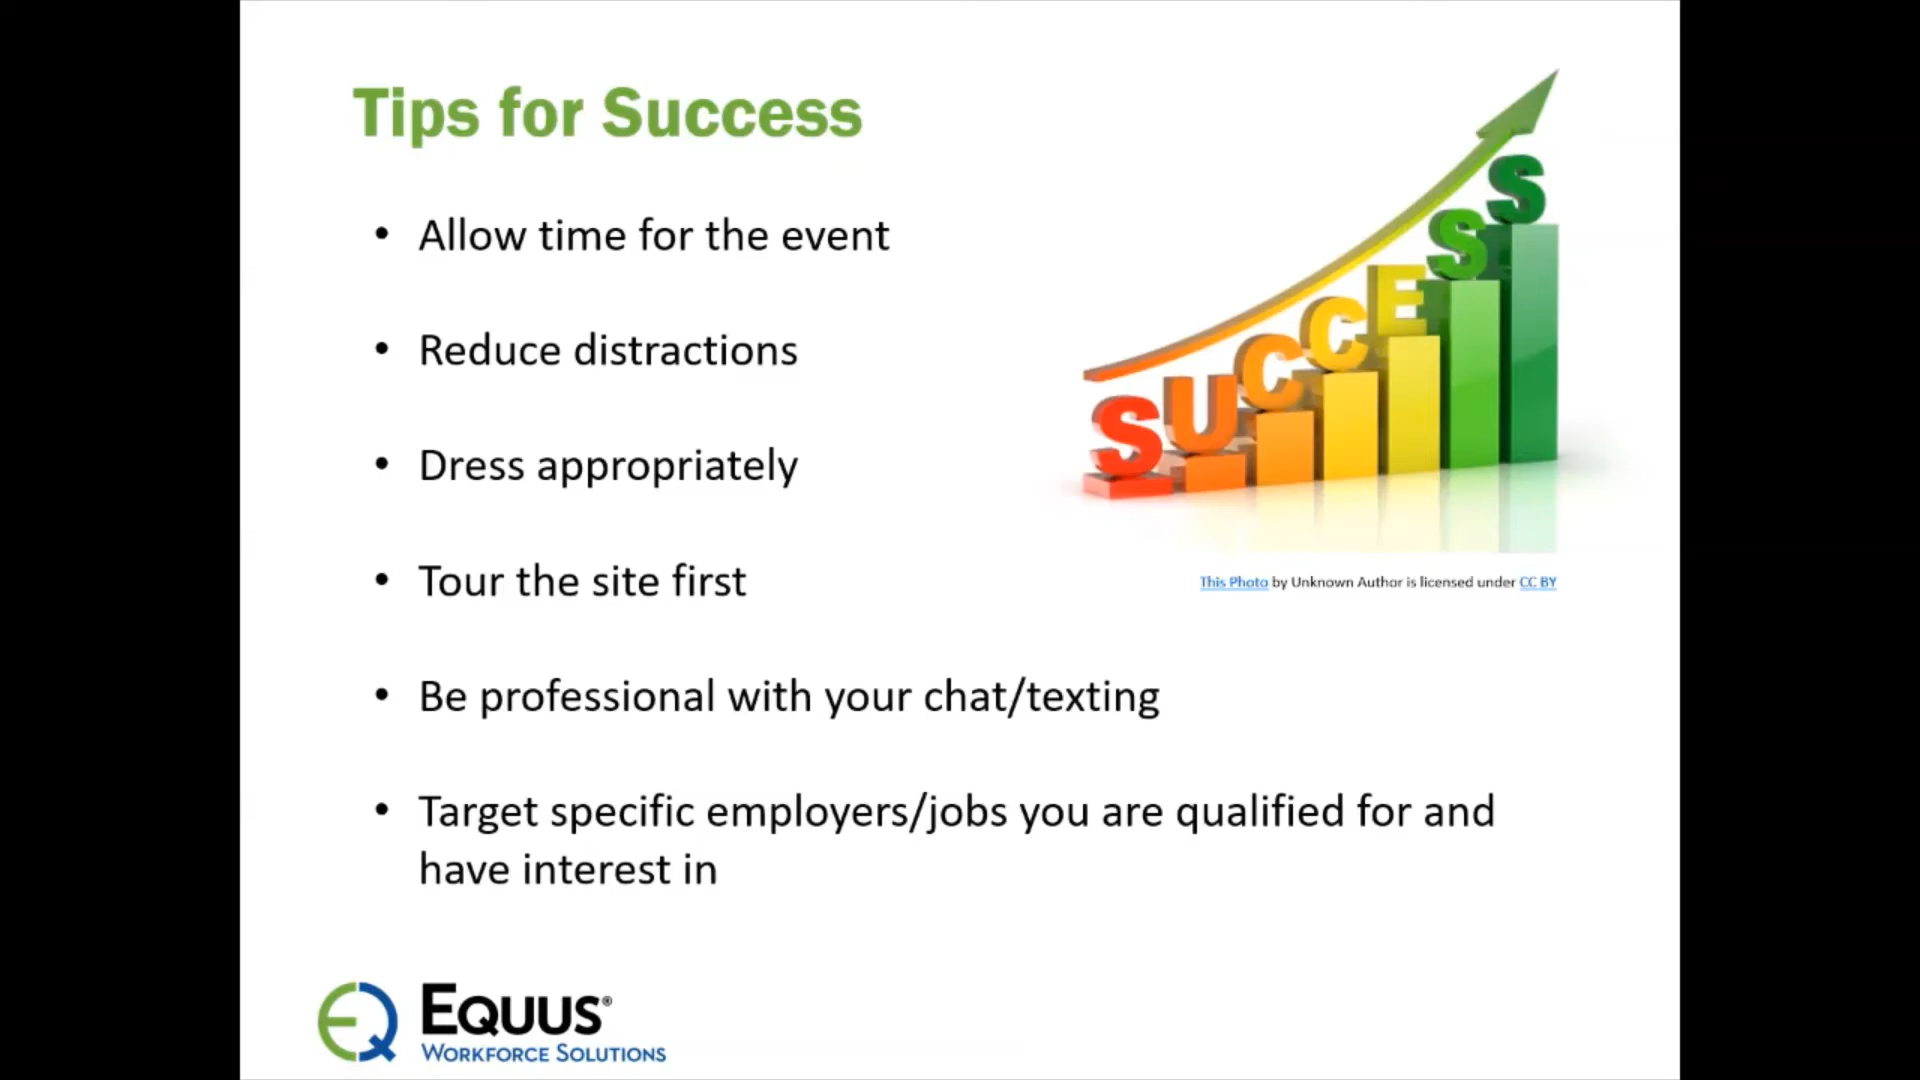 Tips for Success
• Allow time for the event
• Reduce distractions
• Dress appropriately
• Tour the site first
• Be professional with your chat/texting
• Target specific employers/jobs you are qualified for and
have interest in
SUCCESS
This Photo by Unknown Author is licensed under CC BY
EQ
EQUUS®
WORKFORCE SOLUTIONS